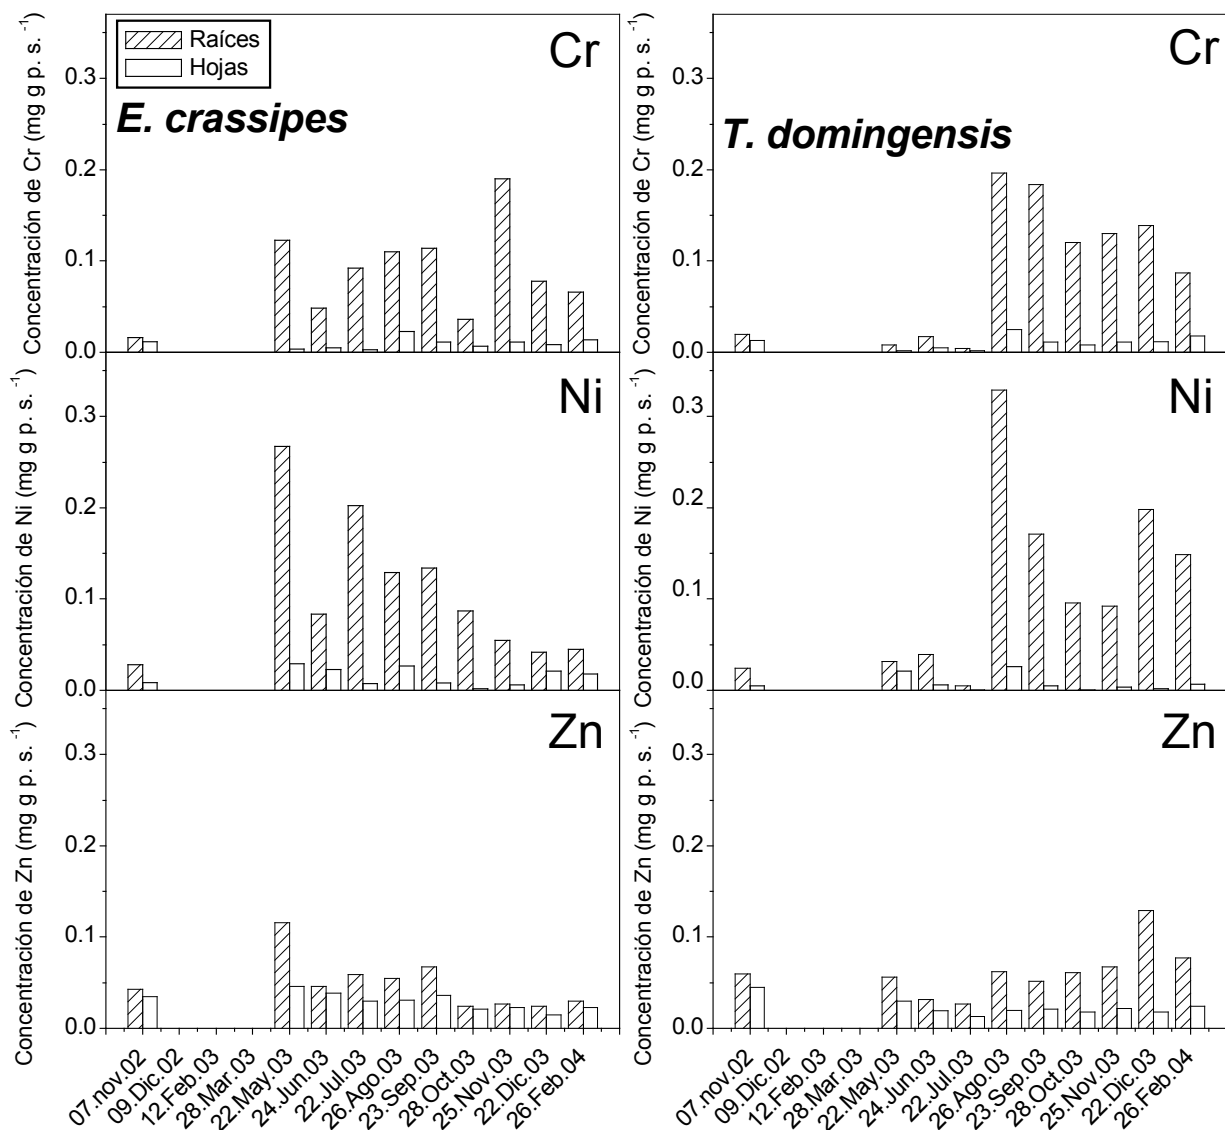 Raíces
Hojas
E. crassipes
Cr
Concentración de Cr (mg g p. s. -1)
0.3
0.2
0.1
0.0
T. domingensis
Cr
Concentración de Cr (mg g p. s. -1)
0.3
0.2
0.1
0.0
Ni
Concentración de Ni (mg g p. s. -1)
0.3
0.2
0.1
0.0
Ni
Concentración de Ni (mg g p. s. -1)
0.3
0.2
0.1
0.0
Zn
Concentración de Zn (mg g p. s. -1)
0.3
0.2
0.1
0.0
Zn
Concentración de Zn (mg g p. s. -1)
0.3
0.2
0.1
0.0
07.nov.02
09.Dic.02
12.Feb.03
28.Mar.03
22.May.03
24.Jun.03
22.Jul.03
26.Ago.03
23.Sep.03
28.Oct.03
25.Nov.03
22.Dic.03
26.Feb.04
07.nov.02
09.Dic.02
12.Feb.03
28.Mar.03
22.May.03
24.Jun.03
22.Jul.03
26.Ago.03
23.Sep.03
28.Oct.03
25.Nov.03
22.Dic.03
26.Feb.04